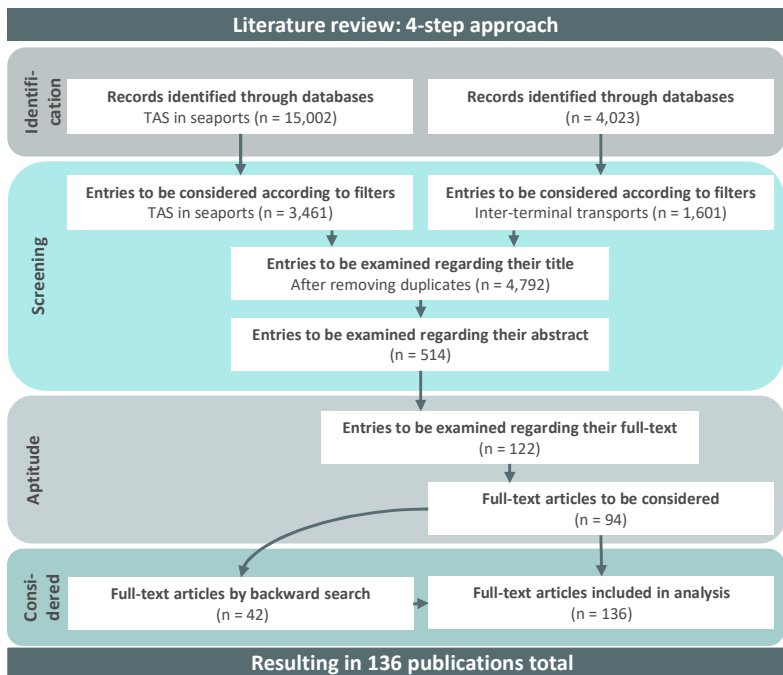 Literature review: 4-step approach
Identifi-
cation
Records identified through databases
TAS in seaports (n = 15,002)
Records identified through databases
(n = 4,023)
Screening
Entries to be considered according to filters
TAS in seaports (n = 3,461)
Entries to be considered according to filters
Inter-terminal transports (n = 1,601)
Entries to be examined regarding their title
After removing duplicates (n = 4,792)
Entries to be examined regarding their abstract
(n = 514)
Aptitude
Entries to be examined regarding their full-text
(n = 122)
Full-text articles to be considered
(n = 94)
Consi-
dered
Full-text articles by backward search
(n = 42)
Full-text articles included in analysis
(n = 136)
Resulting in 136 publications total